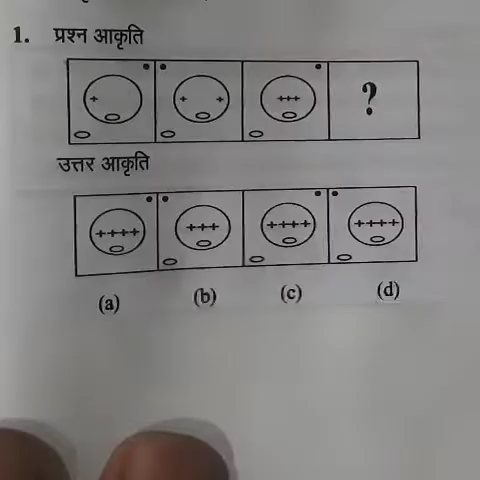 1. प्रश्न आकृति
?
उत्तर आकृति
(a) (b) (c) (d)